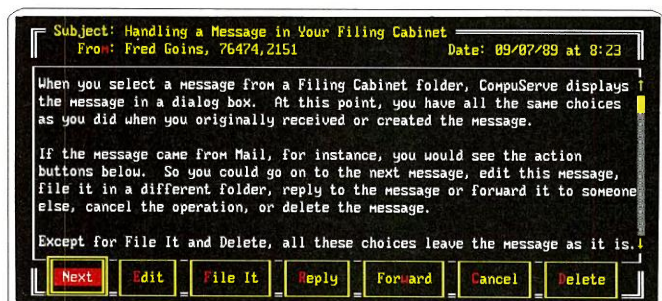 Subject: Handling a Message in Your Filing Cabinet
From: Fred Goins, 76474,2151 Date: 09/07/89 at 8:23
When you select a message from a Filing Cabinet folder, CompuServe displays
the message in a dialog box. At this point, you have all the same choices
as you did when you originally received or created the message.
If the message came from Mail, for instance, you would see the action
buttons below. So you could go on to the next message, edit this message,
file it in a different folder, reply to the message or forward it to someone
else, cancel the operation, or delete the message.
Except for File It and Delete, all these choices leave the message as it is.
Next Edit File It Reply Forward Cancel Delete